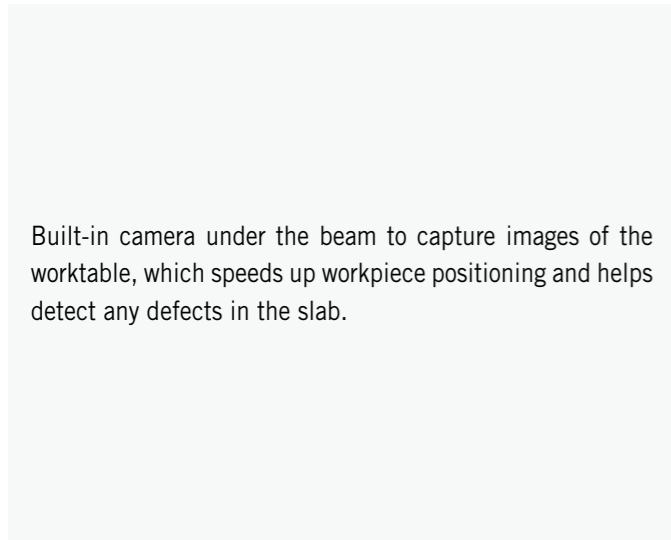 Built-in camera under the beam to capture images of the
worktable, which speeds up workpiece positioning and helps
detect any defects in the slab.